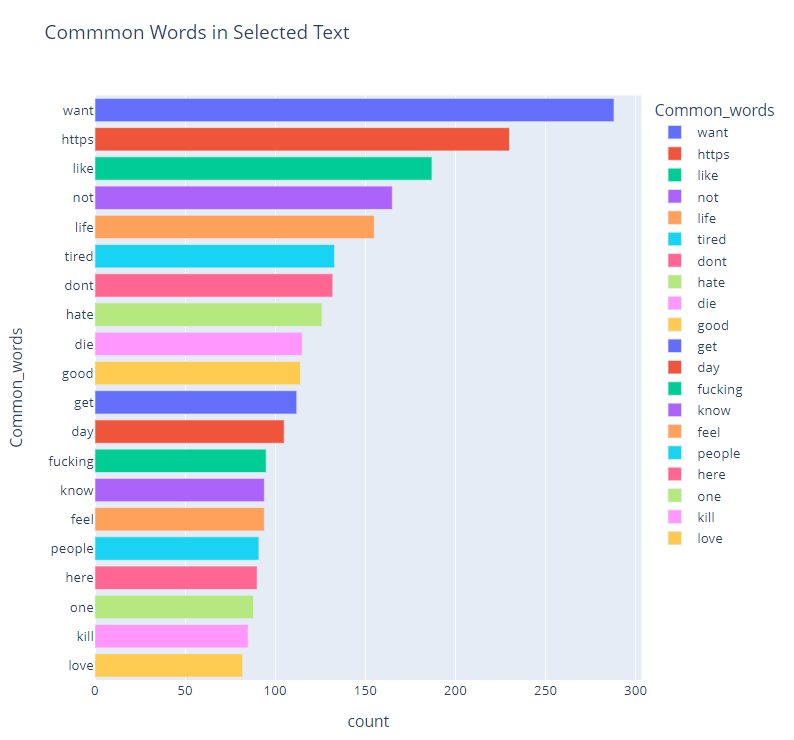 Commmon Words in Selected Text
Common_words
want
https
like
not
life
tired
dont
hate
die
good
get
day
fucking
know
feel
people
here
one
kill
love
0 50 100 150 200 250 300
count
Common_words
want
https
like
not
life
tired
dont
hate
die
good
get
day
fucking
know
feel
people
here
one
kill
love